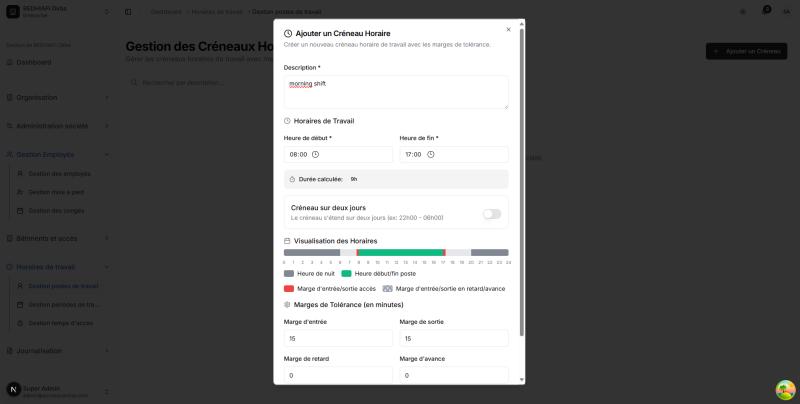 BEDHIAFI Dhba
Entreprise
Dashboard > Horaires de travail > Gestion postes de travail
SA
Gestion de BEDHIAFI Dhba
Dashboard
Organisation
Administration société
Gestion Employés
Gestion des employés
Gestion mise a pied
Gestion des congés
Bâtiments et accès
Horaires de travail
Gestion postes de travail
Gestion périodes de tra...
Gestion temps d'accès
Journalisation
N
Super Admin
Gestion des Créneaux Ho
Gérer les créneaux horaires de travail avec
Rechercher par description...
+ Ajouter un Créneau
Ajouter un Créneau Horaire
Créer un nouveau créneau horaire de travail avec les marges de tolérance.
Description *
morning shift
Horaires de Travail
Heure de début *
Heure de fin *
08:00
17:00
Durée calculée: 9h
Créneau sur deux jours
Le créneau s'étend sur deux jours (ex: 22h00 - 06h00)
Visualisation des Horaires
0 1 2 3 4 5 6 7 8 9 10 11 12 13 14 15 16 17 18 19 20 21 22 23 24
Heure de nuit
Heure début/fin poste
Marge d'entrée/sortie accès
Marge d'entrée/sortie en retard/avance
Marges de Tolérance (en minutes)
Marge d'entrée
Marge de sortie
15
15
Marge de retard
Marge d'avance
0
0